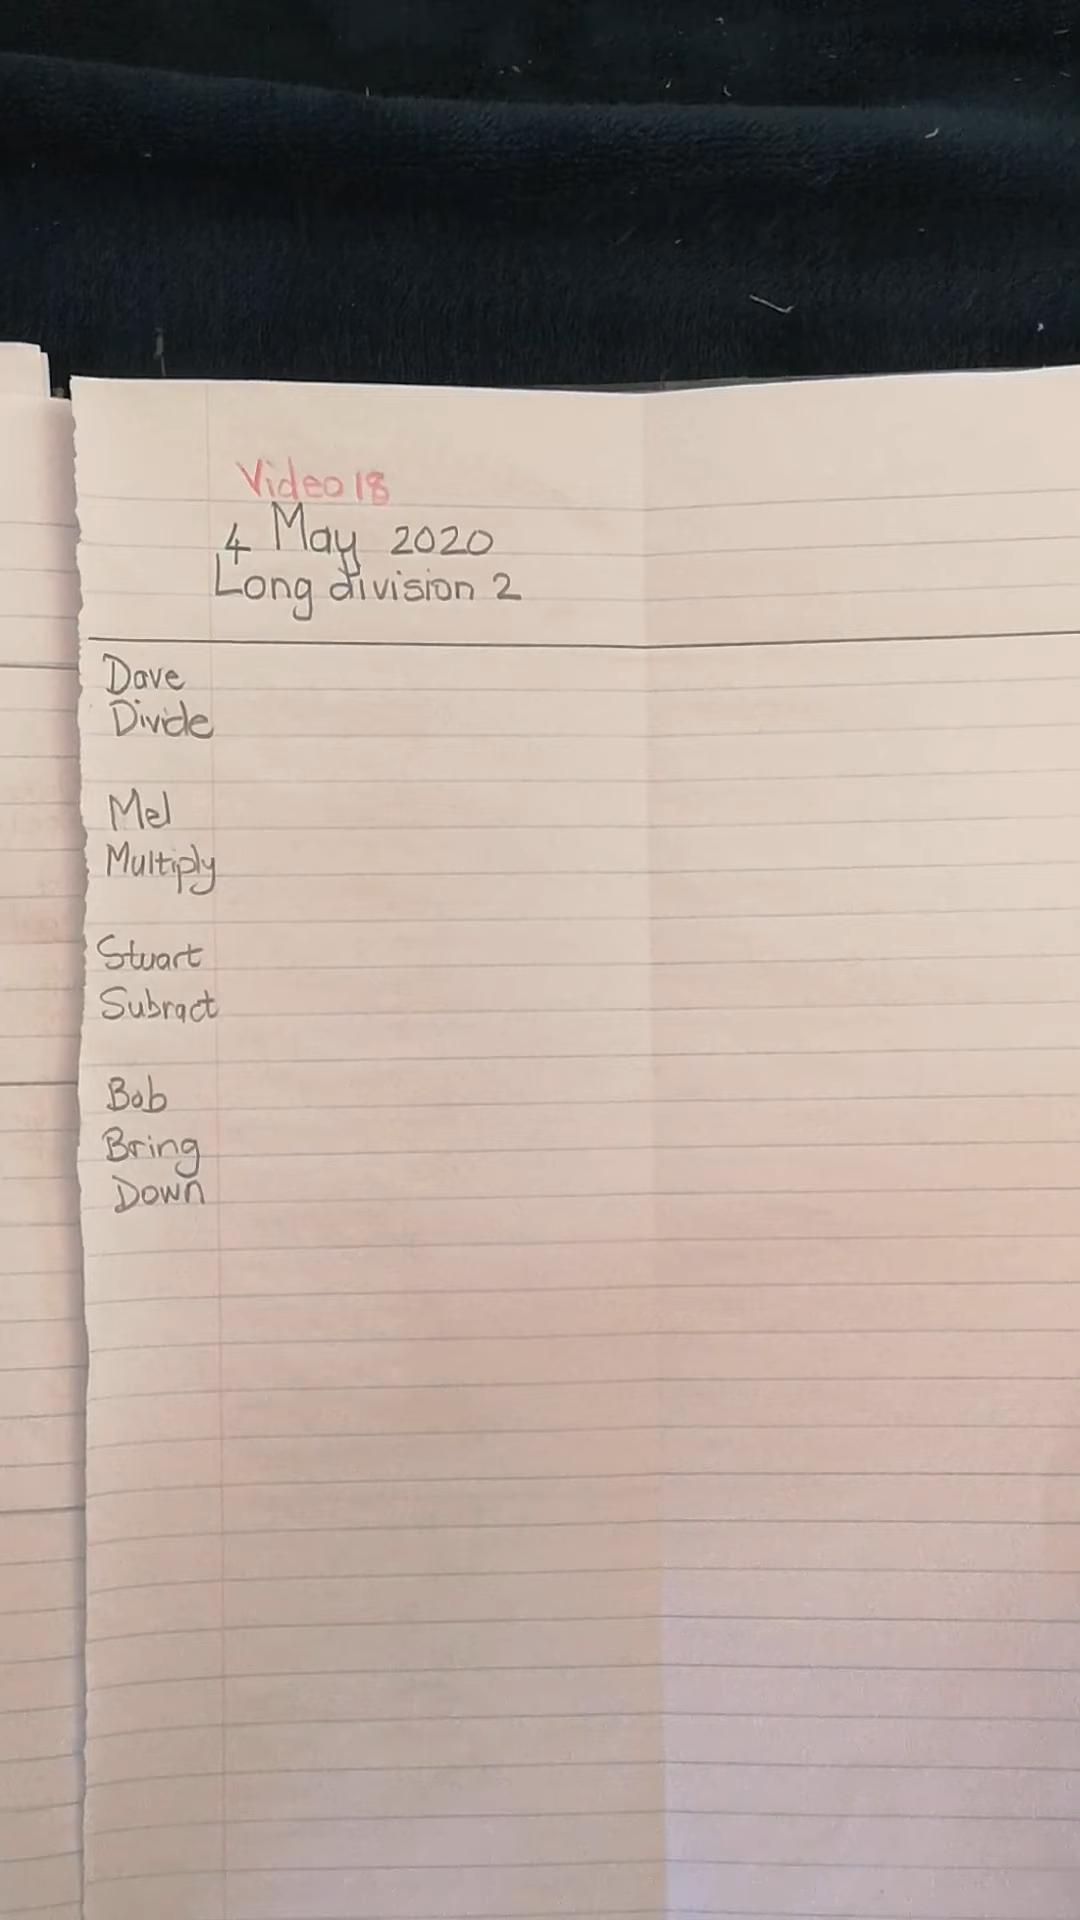 Video 18
4 May 2020
Long division 2
Dave
Divide
Mel
Multiply
Stuart
Subract
Bob
Bring
Down